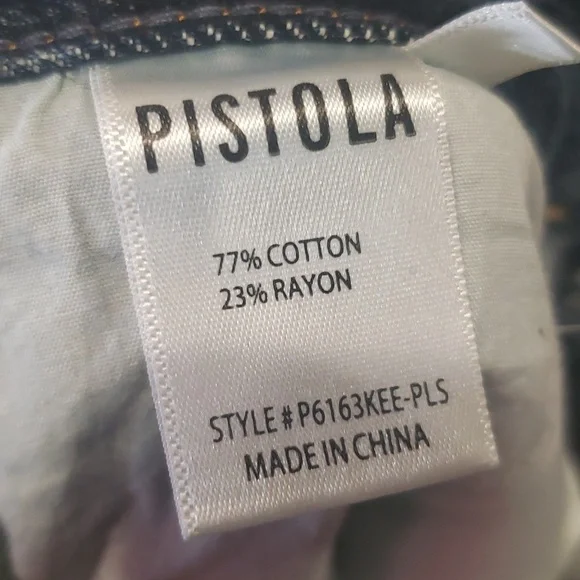 PISTOLA
77% COTTON
23% RAYON
STYLE # P6163KEE-PLS
MADE IN CHINA